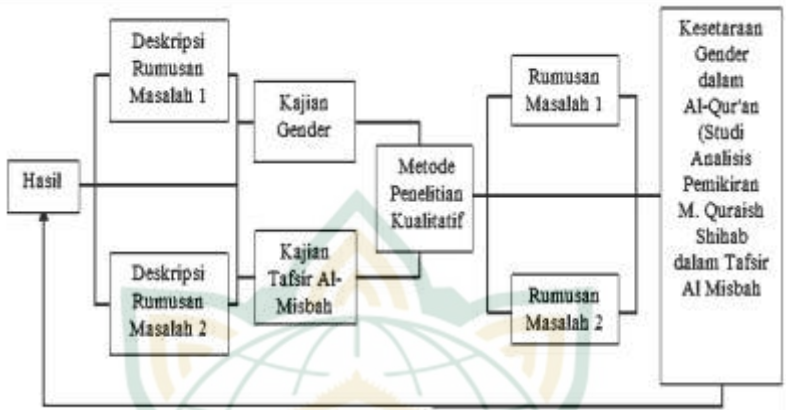 Hasil
Deskripsi
Rumusan
Masalah 1
Deskripsi
Rumusan
Masalah 2
Kajian
Gender
Kajian
Tafsir Al-
Misbah
Metode
Penelitian
Kualitatif
Rumusan
Masalah 1
Rumusan
Masalah 2
Kesetaraan
Gender
dalam
Al-Qur'an
(Studi
Analisis
Pemikiran
M. Quraish
Shihab
dalam Tafsir
Al Misbah